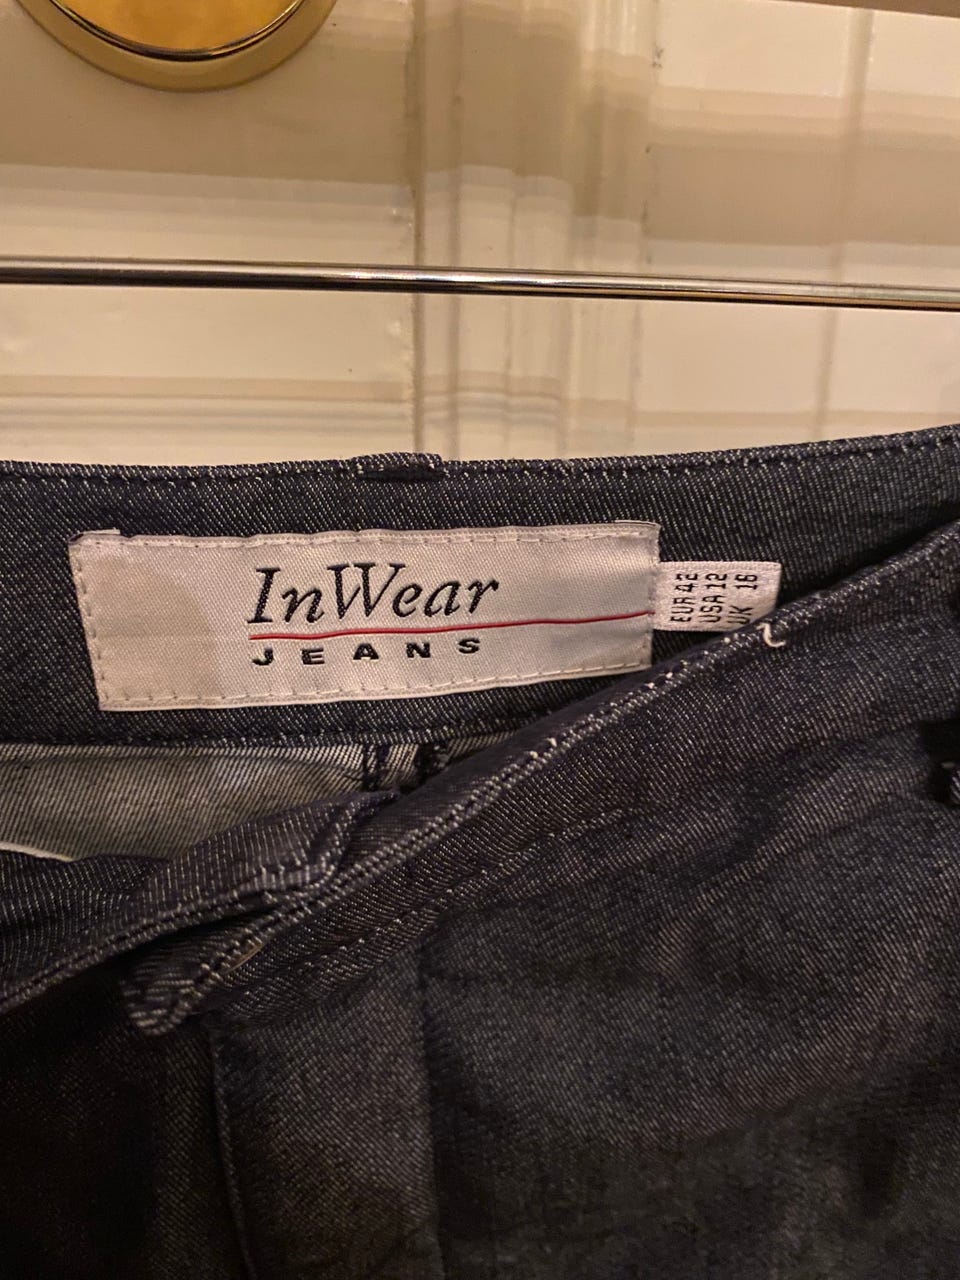 InWear
JEANS
EUR 42
USA 12
UK 16